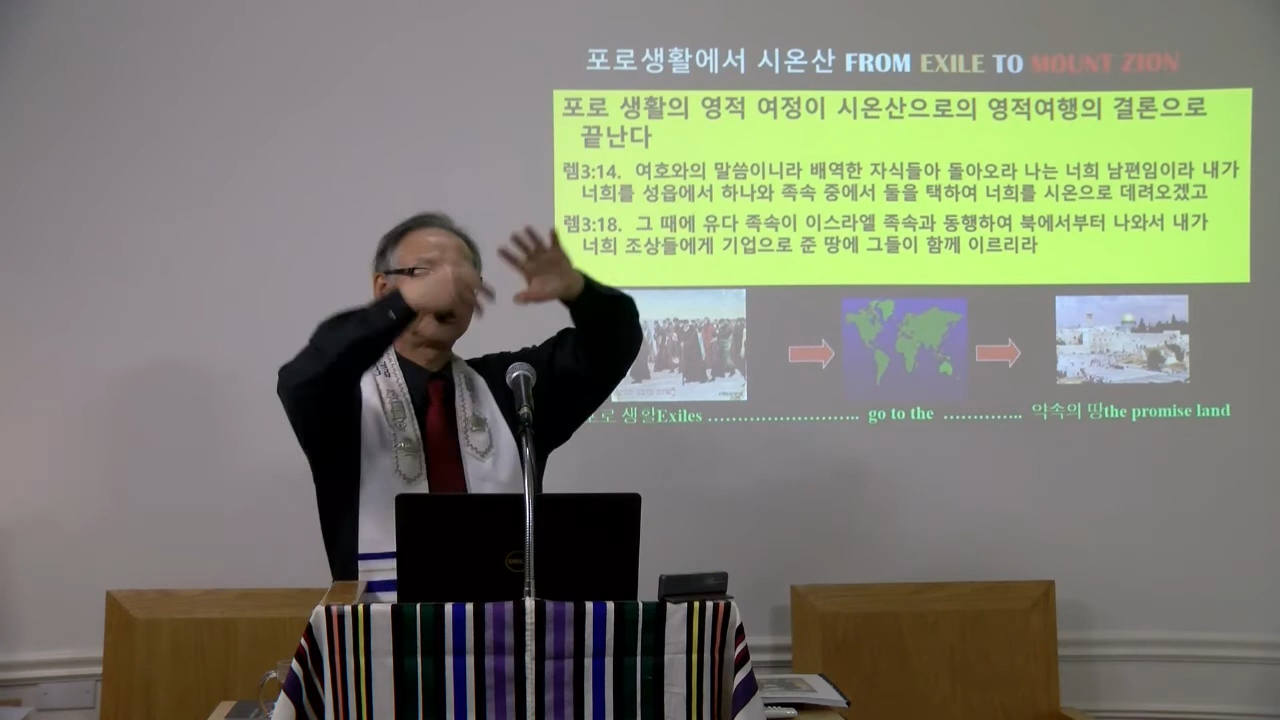 포로생활에서 시온산 FROM EXILE TO MOUNT ZION
포로 생활의 영적 여정이 시온산으로의 영적여행의 결론으로
끝난다
렘3:14. 여호와의 말씀이니라 배역한 자식들아 돌아오라 나는 너희 남편임이라 내가
너희를 성읍에서 하나와 족속 중에서 둘을 택하여 너희를 시온으로 데려오겠고
렘3:18. 그 때에 유다 족속이 이스라엘 족속과 동행하여 북에서부터 나와서 내가
너희 조상들에게 기업으로 준 땅에 그들이 함께 이르리라
생활Exiles ........................... go to the ............. 약속의 땅the promise land
DELL